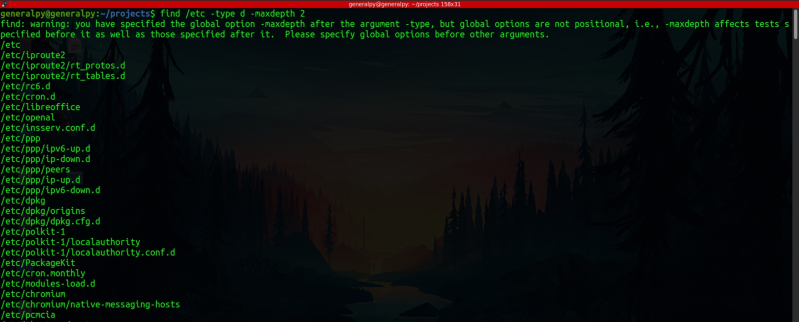 generalpy@generalpy: ~/projects 158x31
generalpy@generalpy:~/projects$ find /etc -type d -maxdepth 2
find: warning: you have specified the global option -maxdepth after the argument -type, but global options are not positional, i.e., -maxdepth affects tests s
pecified before it as well as those specified after it.  Please specify global options before other arguments.
/etc
/etc/iproute2
/etc/iproute2/rt_protos.d
/etc/iproute2/rt_tables.d
/etc/rc6.d
/etc/cron.d
/etc/libreoffice
/etc/openal
/etc/insserv.conf.d
/etc/ppp
/etc/ppp/ipv6-up.d
/etc/ppp/ip-down.d
/etc/ppp/peers
/etc/ppp/ip-up.d
/etc/ppp/ipv6-down.d
/etc/dpkg
/etc/dpkg/origins
/etc/dpkg/dpkg.cfg.d
/etc/polkit-1
/etc/polkit-1/localauthority
/etc/polkit-1/localauthority.conf.d
/etc/PackageKit
/etc/cron.monthly
/etc/modules-load.d
/etc/chromium
/etc/chromium/native-messaging-hosts
/etc/pcmcia